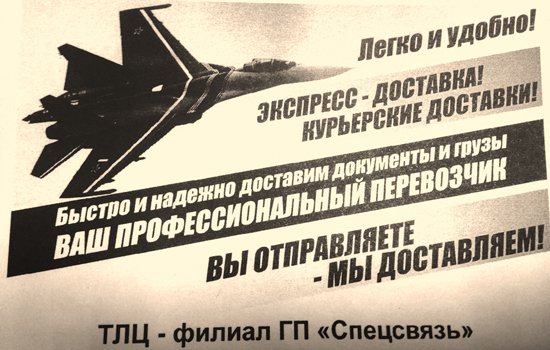 Легко и удобно!
ЭКСПРЕСС - ДОСТАВКА!
КУРЬЕРСКИЕ ДОСТАВКИ!
Быстро и надежно доставим документы и грузы
ВАШ ПРОФЕССИОНАЛЬНЫЙ ПЕРЕВОЗЧИК
ВЫ ОТПРАВЛЯЕТЕ
- МЫ ДОСТАВЛЯЕМ!
ТЛЦ - филиал ГП «Спецсвязь»